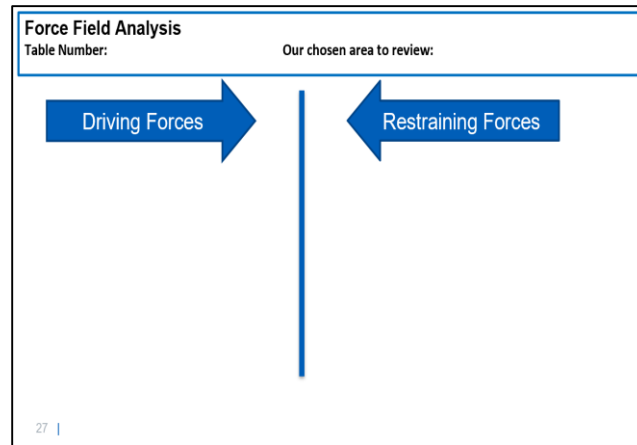 Force Field Analysis
Table Number: Our chosen area to review:
Driving Forces Restraining Forces
27 |